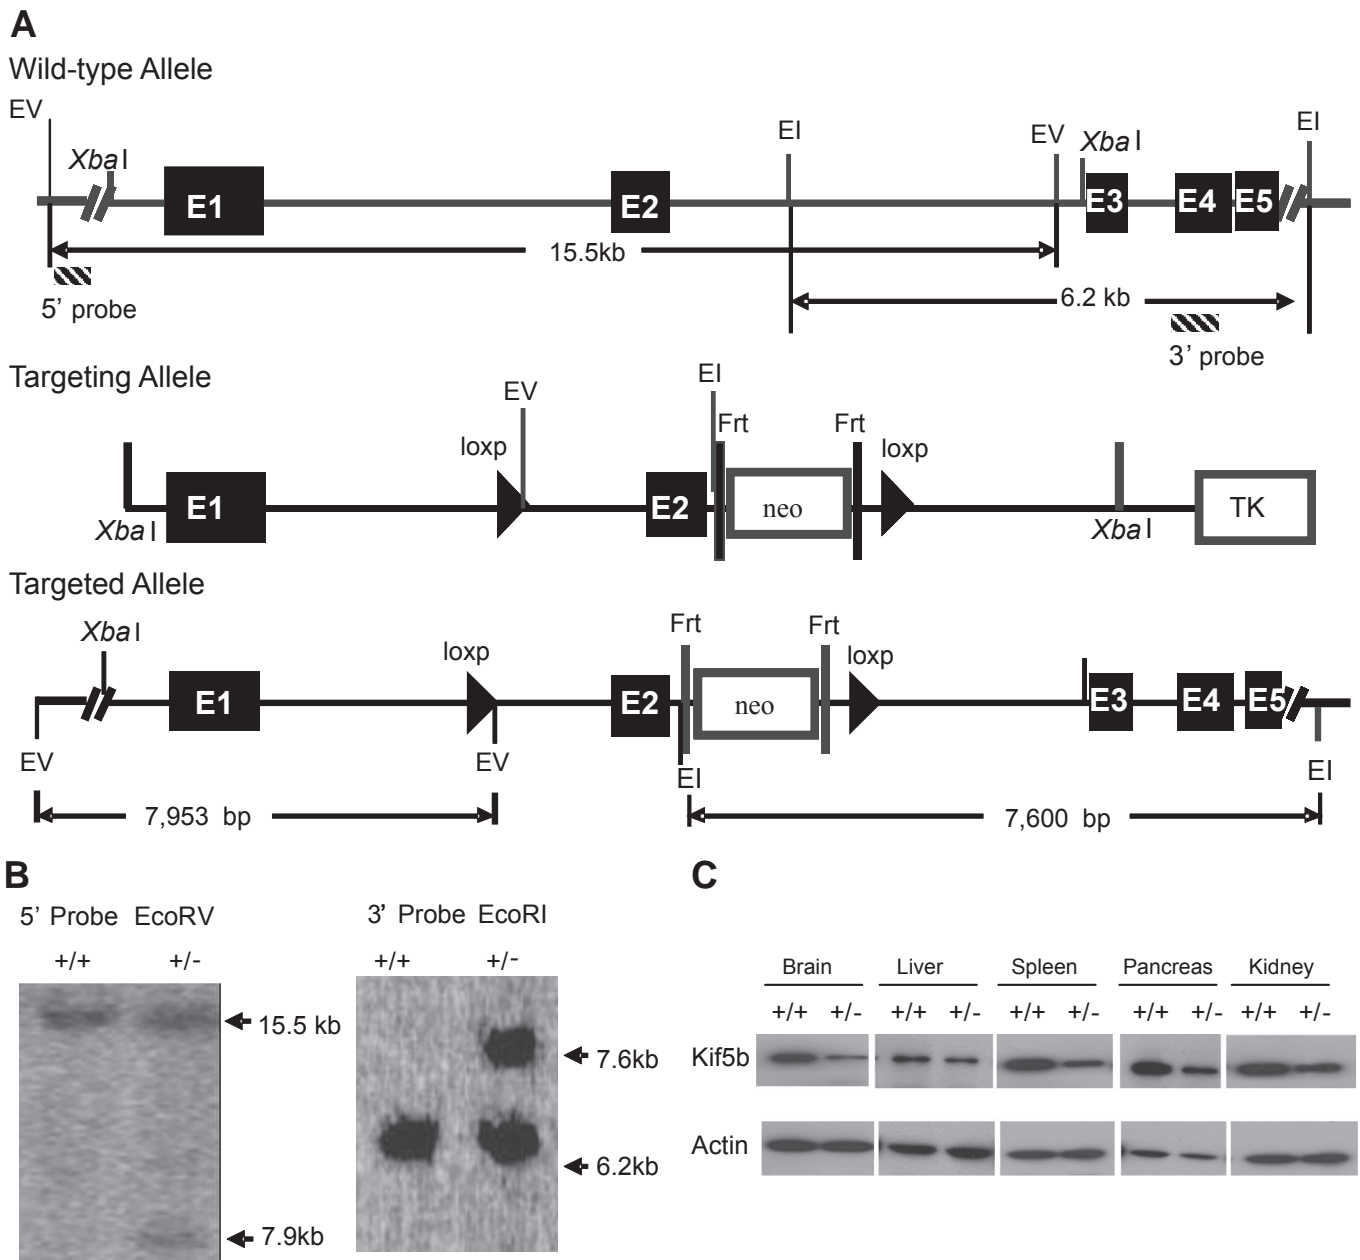 A
Wild-type Allele
EV
XbaI
E1
E2
EI
EV
XbaI
E3
E4
E5
EI
15.5kb
6.2 kb
5’ probe
3’ probe
Targeting Allele
XbaI
E1
loxp
EV
E2
EI
Frt
neo
Frt
loxp
XbaI
TK
Targeted Allele
XbaI
EV
E1
loxp
EV
E2
Frt
EI
neo
Frt
loxp
E3
E4
E5
EI
7,953 bp
7,600 bp
B
5’ Probe EcoRV
+/+ +/-
15.5 kb
7.9kb
3’ Probe EcoRI
+/+ +/-
7.6kb
6.2kb
C
Brain Liver Spleen Pancreas Kidney
+/+ +/- +/+ +/- +/+ +/- +/+ +/- +/+ +/-
Kif5b
Actin